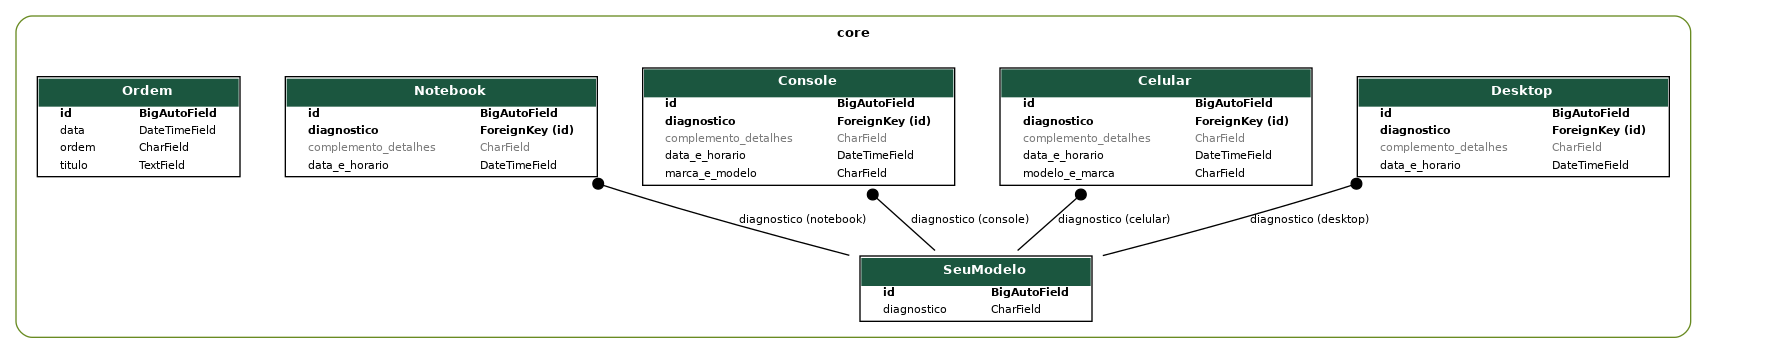 core
Ordem
id BigAutoField
data DateTimeField
ordem CharField
titulo TextField
Notebook
id BigAutoField
diagnostico ForeignKey (id)
complemento_detalhes CharField
data_e_horario DateTimeField
Console
id BigAutoField
diagnostico ForeignKey (id)
complemento_detalhes CharField
data_e_horario DateTimeField
marca_e_modelo CharField
Celular
id BigAutoField
diagnostico ForeignKey (id)
complemento_detalhes CharField
data_e_horario DateTimeField
modelo_e_marca CharField
Desktop
id BigAutoField
diagnostico ForeignKey (id)
complemento_detalhes CharField
data_e_horario DateTimeField
diagnostico (notebook)
diagnostico (console)
diagnostico (celular)
diagnostico (desktop)
SeuModelo
id BigAutoField
diagnostico CharField